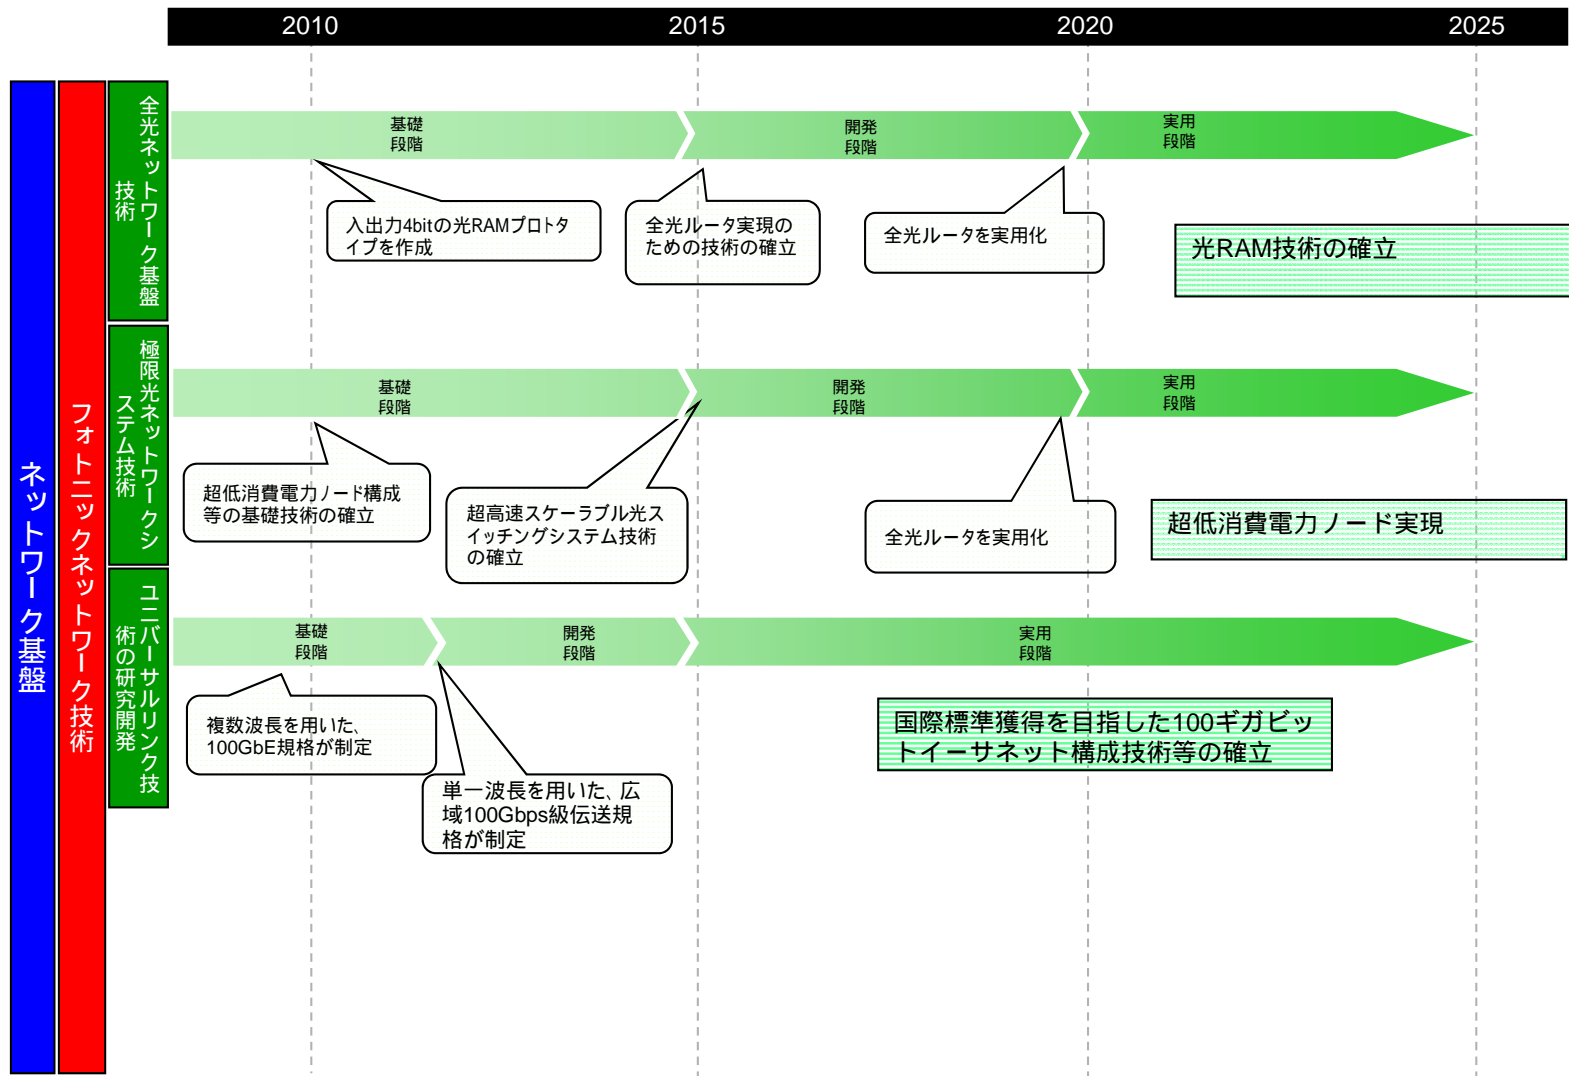 2010 2015 2020 2025
ネットワーク基盤
フォトニックネットワーク技術
全光ネットワーク基盤
技術
基礎
段階
開発
段階
実用
段階
入出力4bitの光RAMプロトタ
イプを作成
全光ルータ実現の
ための技術の確立
全光ルータを実用化
光RAM技術の確立
極限光ネットワークシ
ステム技術
基礎
段階
開発
段階
実用
段階
超低消費電力ノード構成
等の基礎技術の確立
超高速スケーラブル光ス
イッチングシステム技術
の確立
全光ルータを実用化
超低消費電力ノード実現
ユニバーサルリンク技
術の研究開発
基礎
段階
開発
段階
実用
段階
複数波長を用いた、
100GbE規格が制定
単一波長を用いた、広
域100Gbps級伝送規
格が制定
国際標準獲得を目指した100ギガビッ
トイーサネット構成技術等の確立